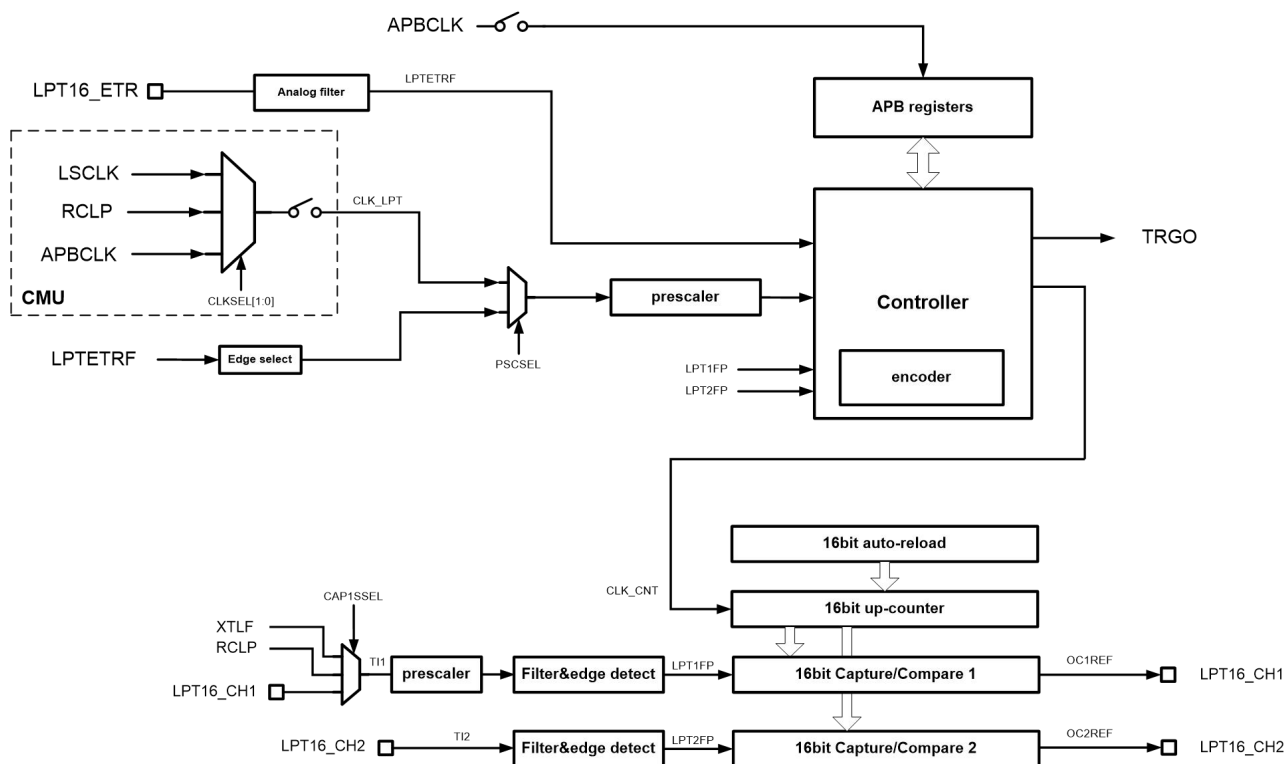 APBCLK
LPT16_ETR
Analog filter
LPTETRF
APB registers
LSCLK
RCLP
APBCLK
CLKSEL[1:0]
CMU
CLK_LPT
LPTETRF
Edge select
PSCSEL
prescaler
Controller
TRGO
LPT1FP
LPT2FP
encoder
16bit auto-reload
CLK_CNT
16bit up-counter
CAP1SSEL
XTLF
RCLP
LPT16_CH1
TI1
prescaler
Filter&edge detect
LPT1FP
16bit Capture/Compare 1
OC1REF
LPT16_CH1
LPT16_CH2
TI2
Filter&edge detect
LPT2FP
16bit Capture/Compare 2
OC2REF
LPT16_CH2